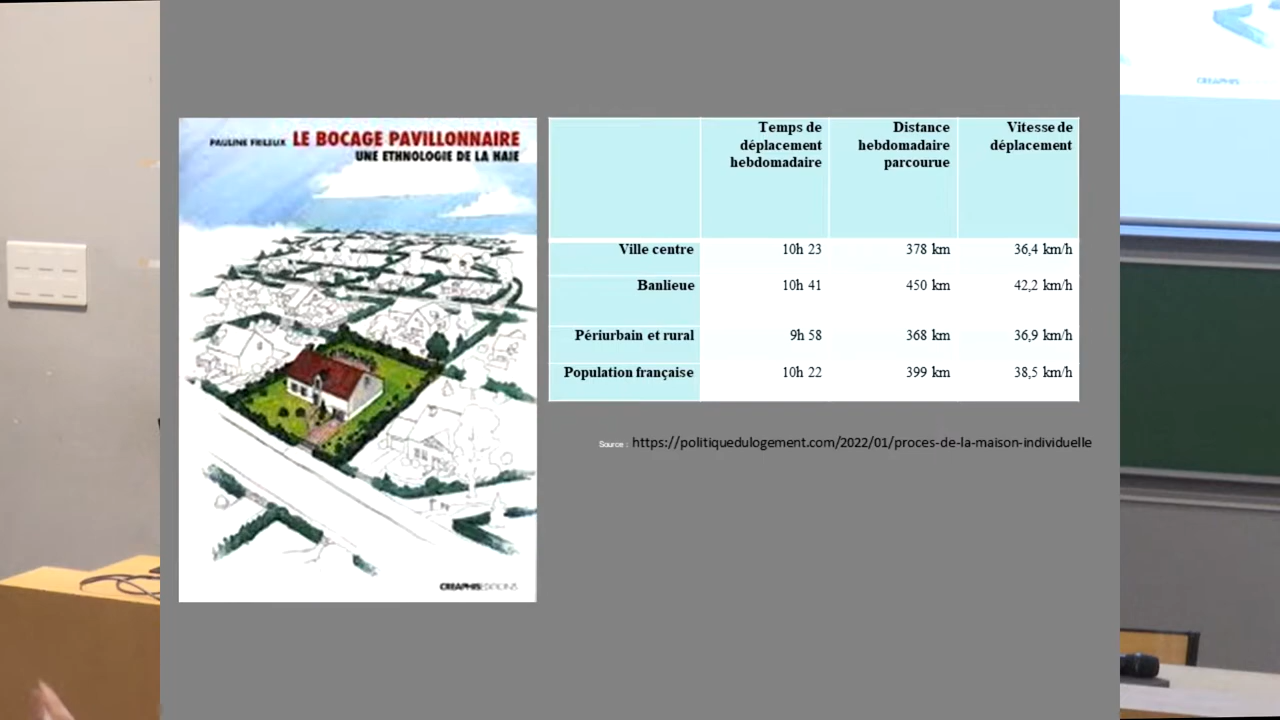 PAULINE FRILEUX LE BOCAGE PAVILLONNAIRE
UNE ETHNOLOGIE DE LA HAIE
CREAPHISEDITIONS
Temps de déplacement hebdomadaire
Distance hebdomadaire parcourue
Vitesse de déplacement
Ville centre 10h 23 378 km 36,4 km/h
Banlieue 10h 41 450 km 42,2 km/h
Périurbain et rural 9h 58 368 km 36,9 km/h
Population française 10h 22 399 km 38,5 km/h
Source : https://politiquedulogement.com/2022/01/proces-de-la-maison-individuelle
CREAPHIS